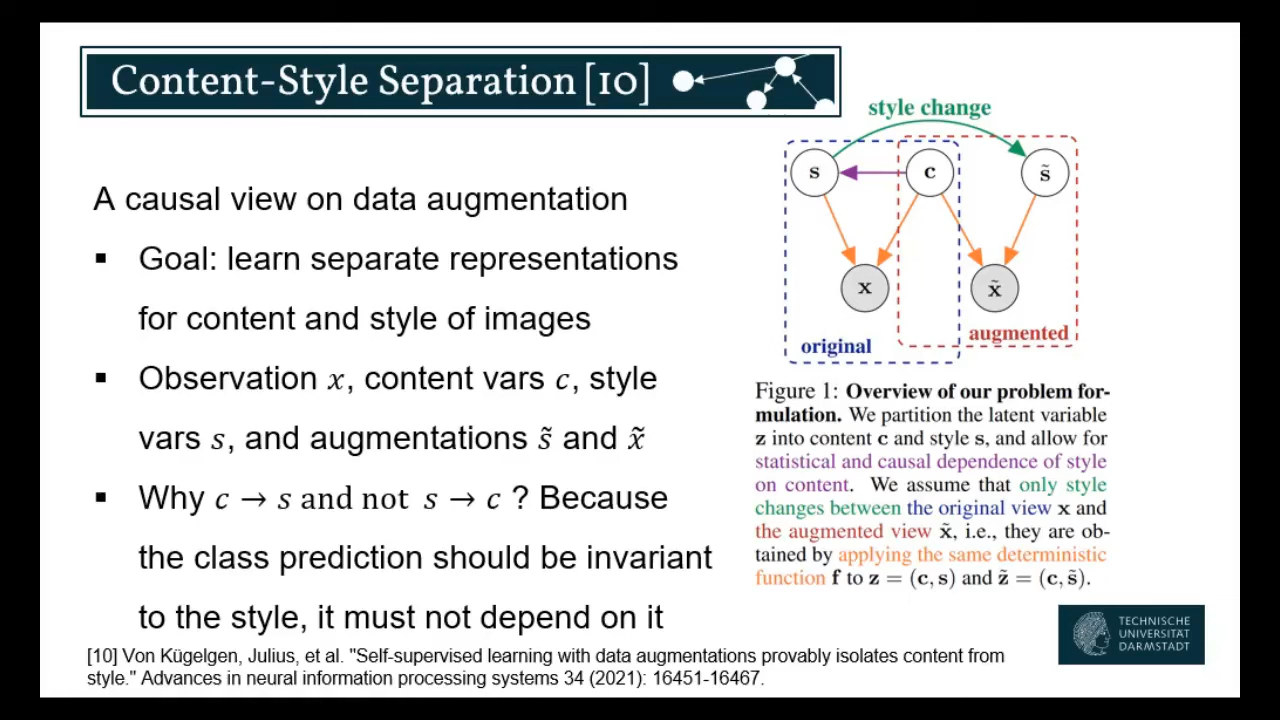 Content-Style Separation [10]
A causal view on data augmentation
▪ Goal: learn separate representations
for content and style of images
▪ Observation x, content vars c, style
vars s, and augmentations s̃ and x̃
▪ Why c → s and not s → c ? Because
the class prediction should be invariant
to the style, it must not depend on it
style change
s
c
s̃
x
x̃
original
augmented
Figure 1: Overview of our problem for-
mulation. We partition the latent variable
z into content c and style s, and allow for
statistical and causal dependence of style
on content. We assume that only style
changes between the original view x and
the augmented view x̃, i.e., they are ob-
tained by applying the same deterministic
function f to z = (c, s) and z̃ = (c, s̃).
[10] Von Kügelgen, Julius, et al. "Self-supervised learning with data augmentations provably isolates content from
style." Advances in neural information processing systems 34 (2021): 16451-16467.
TECHNISCHE
UNIVERSITÄT
DARMSTADT